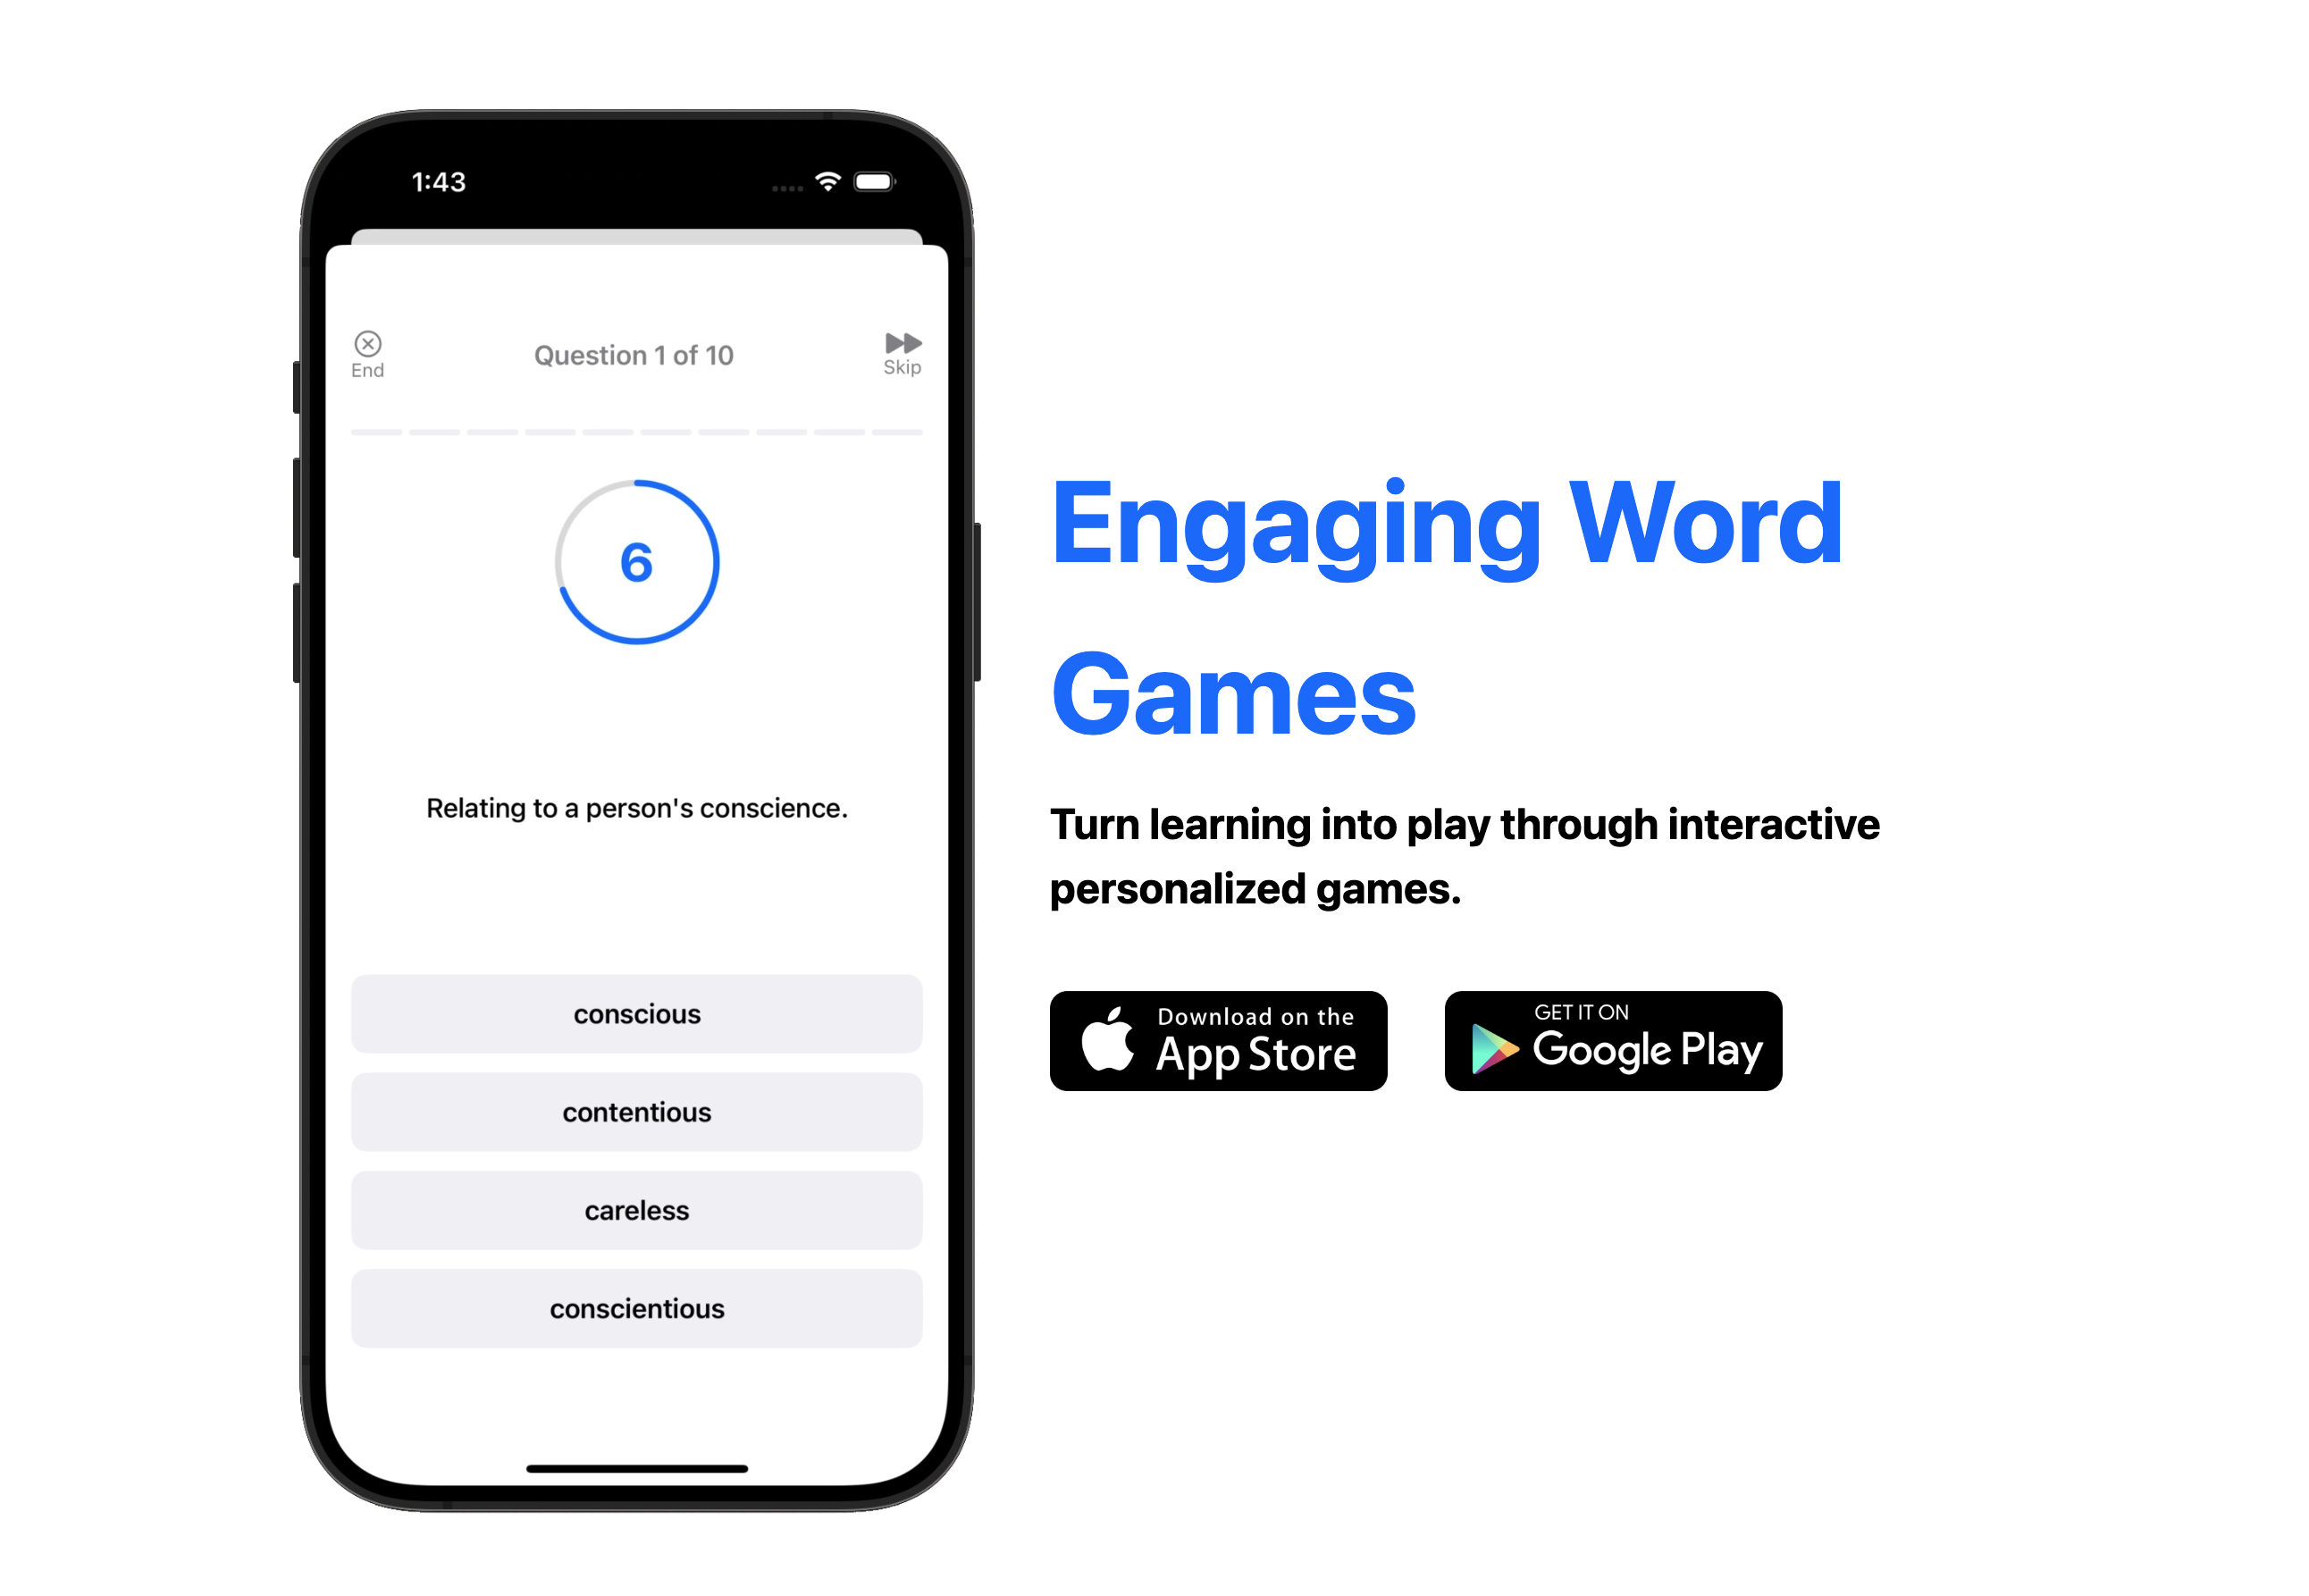 1:43
End
Question 1 of 10
Skip
6
Relating to a person's conscience.
conscious
contentious
careless
conscientious
Engaging Word
Games
Turn learning into play through interactive
personalized games.
Download on the
App Store
GET IT ON
Google Play